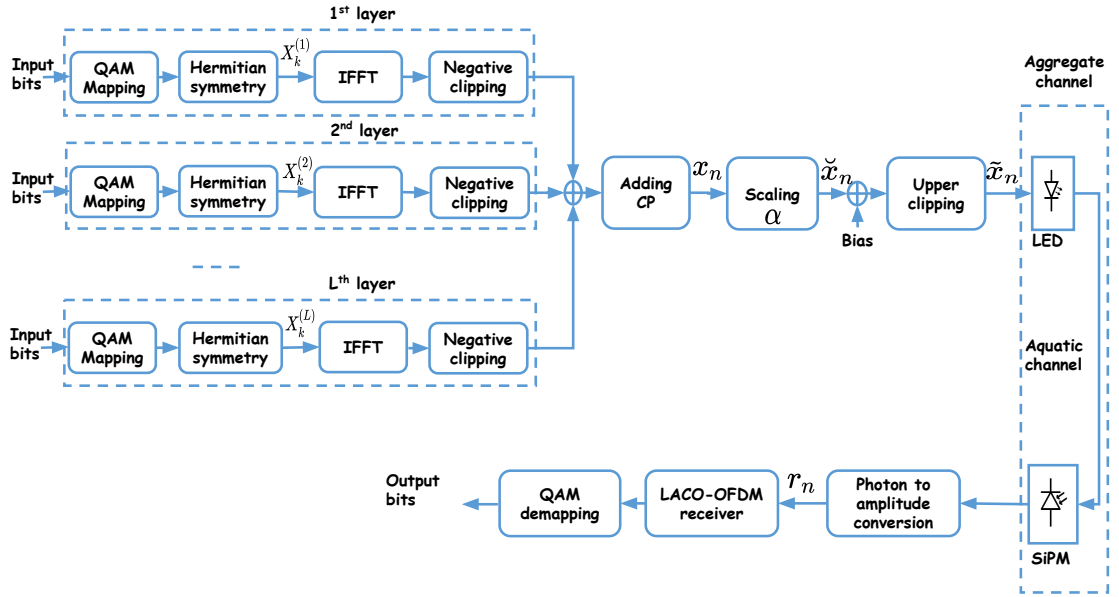 1st layer
Input
bits
QAM
Mapping
Hermitian
symmetry
X_k^{(1)}
IFFT
Negative
clipping
2nd layer
Input
bits
QAM
Mapping
Hermitian
symmetry
X_k^{(2)}
IFFT
Negative
clipping
Lth layer
Input
bits
QAM
Mapping
Hermitian
symmetry
X_k^{(L)}
IFFT
Negative
clipping
Adding
CP
x_n
Scaling
α
x̆_n
Bias
Upper
clipping
x̃_n
Aggregate
channel
LED
Aquatic
channel
SiPM
Photon to
amplitude
conversion
r_n
LACO-OFDM
receiver
QAM
demapping
Output
bits